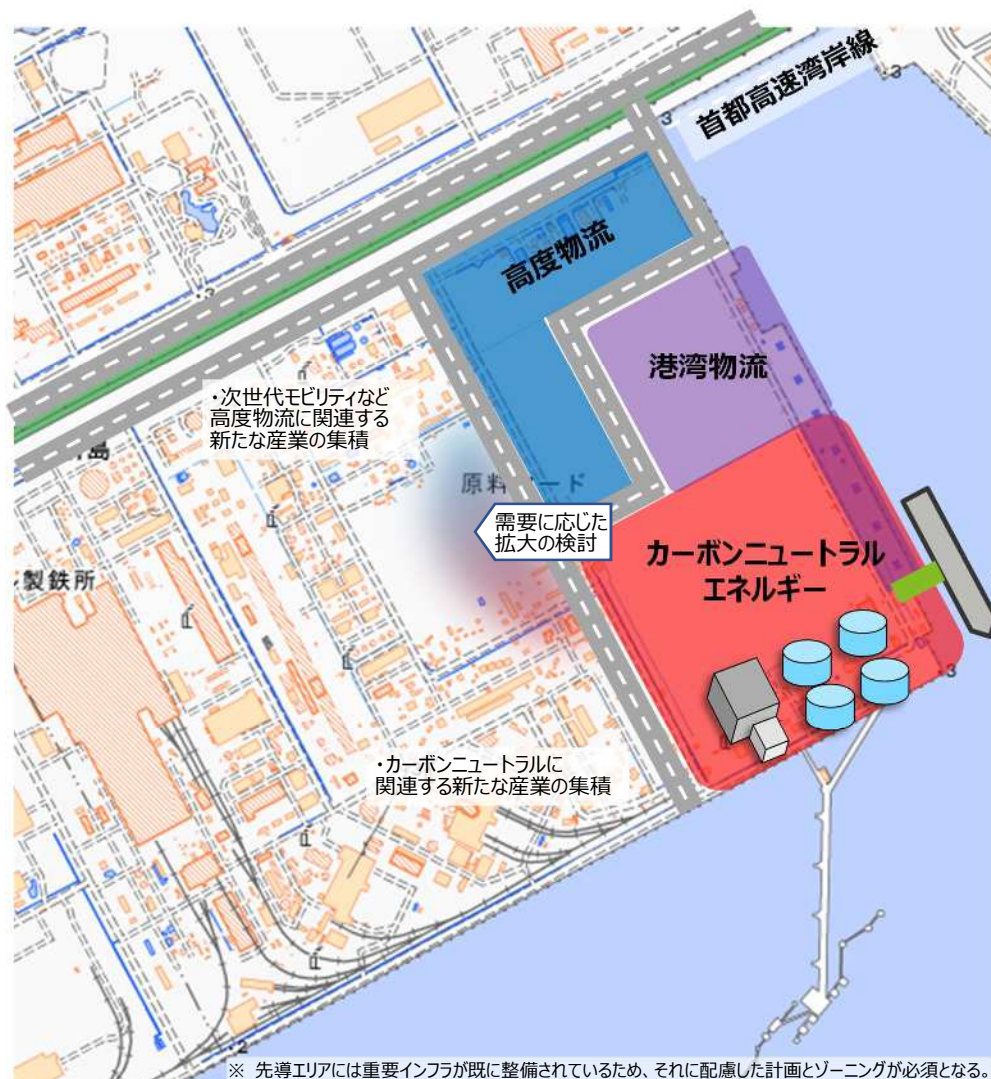 首都高速湾岸線
3
3
高度物流
港湾物流
・次世代モビリティなど
高度物流に関連する
新たな産業の集積
島
原料
ード
需要に応じた
拡大の検討
カーボンニュートラル
エネルギー
製鉄所
3
・カーボンニュートラルに
関連する新たな産業の集積
2
※ 先導エリアには重要インフラが既に整備されているため、それに配慮した計画とゾーニングが必須となる。